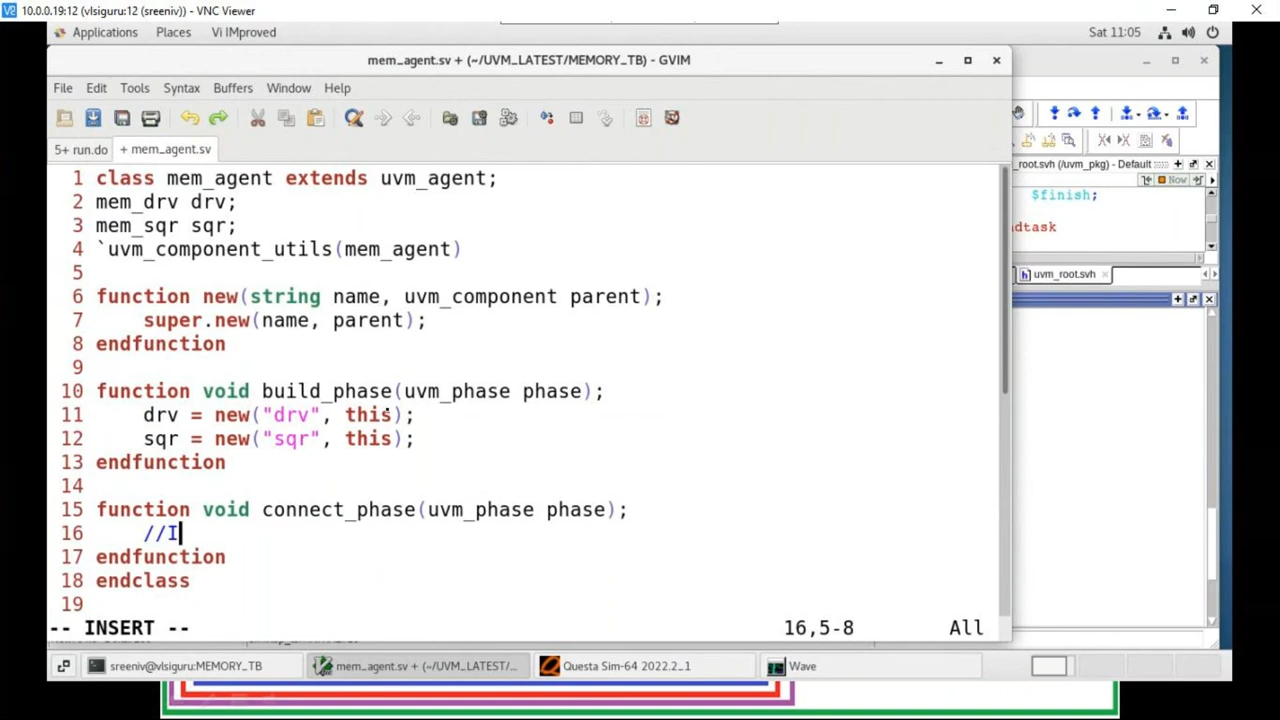 10.0.0.19:12 (vlsiguru:12 (sreeniv)) - VNC Viewer
Applications Places Vi IMproved Sat 11:05
mem_agent.sv + (~/UVM_LATEST/MEMORY_TB) - GVIM
File Edit Tools Syntax Buffers Window Help
5+ run.do + mem_agent.sv
1 class mem_agent extends uvm_agent;
2 mem_drv drv;
3 mem_sqr sqr;
4 `uvm_component_utils(mem_agent)
5
6 function new(string name, uvm_component parent);
7 super.new(name, parent);
8 endfunction
9
10 function void build_phase(uvm_phase phase);
11 drv = new("drv", this);
12 sqr = new("sqr", this);
13 endfunction
14
15 function void connect_phase(uvm_phase phase);
16 //I
17 endfunction
18 endclass
19
-- INSERT -- 16,5-8 All
_root.svh (/uvm_pkg) - Default
Now
$finish;
dtask
uvm_root.svh
sreeniv@vlsiguru:MEMORY_TB mem_agent.sv + (~/UVM_LATEST/... Questa Sim-64 2022.2_1 Wave